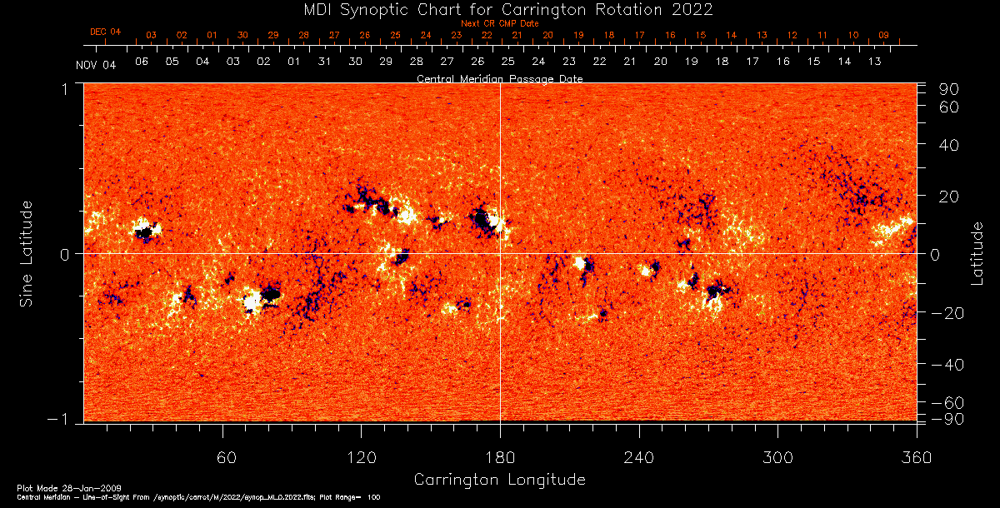 MDI Synoptic Chart for Carrington Rotation 2022
Next CR CMP Date
DEC 04 03 02 01 30 29 28 27 26 25 24 23 22 21 20 19 18 17 16 15 14 13 12 11 10 09
NOV 04 06 05 04 03 02 01 31 30 29 28 27 26 25 24 23 22 21 20 19 18 17 16 15 14 13
Central Meridian Passage Date
1
0
−1
Sine Latitude
90
60
40
20
0
−20
−40
−60
−90
Latitude
60 120 180 240 300 360
Carrington Longitude
Plot Made 28-Jan-2009
Central Meridian − Line-of-Sight From /synoptic/carrot/M/2022/synop_ML_0.2022.fits; Plot Range= 100